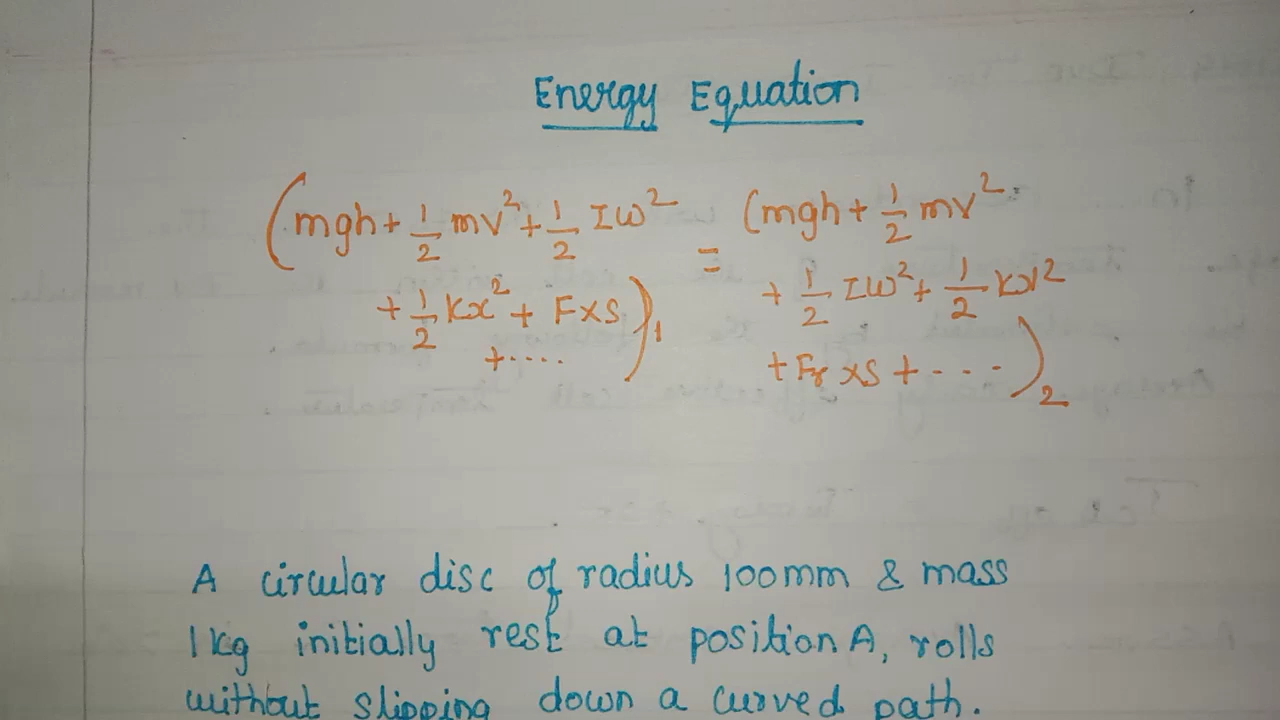 Energy Equation
(mgh + 1/2 mv² + 1/2 Iω² + 1/2 Kx² + F×s + ....)₁ = (mgh + 1/2 mv² + 1/2 Iω² + 1/2 Kx² + Fr×s + ....)₂
A circular disc of radius 100mm & mass
1kg initially rest at position A, rolls
without slipping down a curved path.